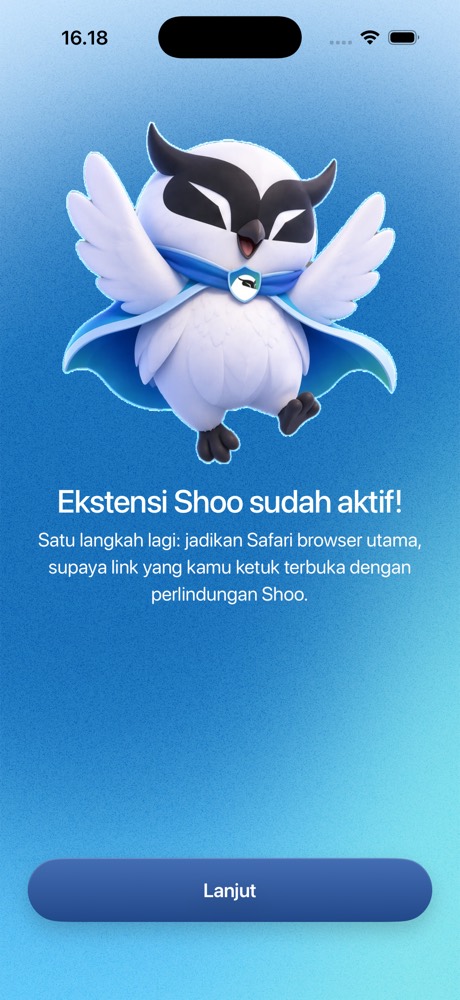 16.18
Ekstensi Shoo sudah aktif!
Satu langkah lagi: jadikan Safari browser utama,
supaya link yang kamu ketuk terbuka dengan
perlindungan Shoo.
Lanjut